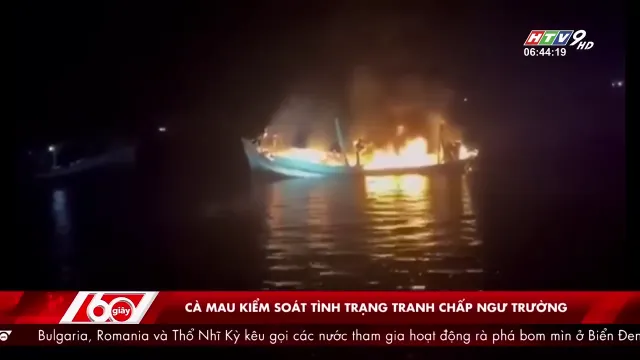 HTV9 HD
06:44:19
60 giây
CÀ MAU KIỂM SOÁT TÌNH TRẠNG TRANH CHẤP NGƯ TRƯỜNG
Bulgaria, Romania và Thổ Nhĩ Kỳ kêu gọi các nước tham gia hoạt động rà phá bom mìn ở Biển Đen